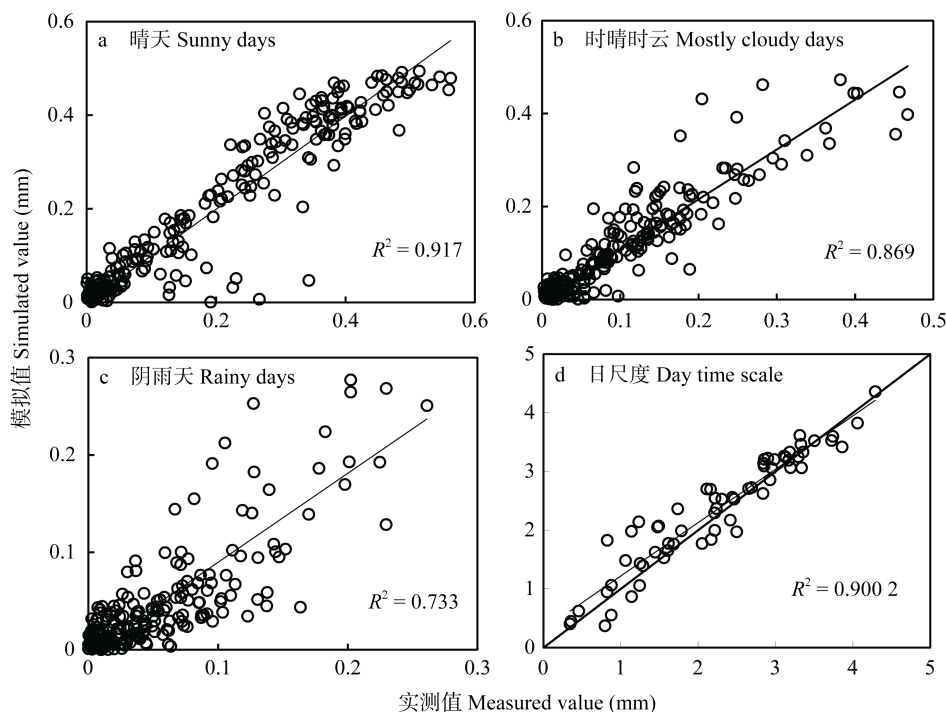 模拟值 Simulated value (mm)
a 晴天 Sunny days
0.6
0.4
0.2
0
R² = 0.917
0 0.2 0.4 0.6
b 时晴时云 Mostly cloudy days
0.6
0.4
0.2
0
R² = 0.869
0 0.1 0.2 0.3 0.4 0.5
c 阴雨天 Rainy days
0.3
0.2
0.1
0
R² = 0.733
0 0.1 0.2 0.3
d 日尺度 Day time scale
5
4
3
2
1
0
R² = 0.900 2
0 1 2 3 4 5
实测值 Measured value (mm)